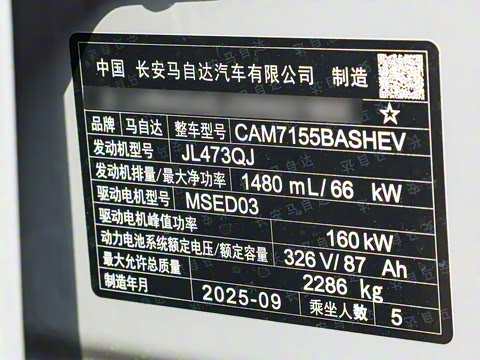 中国 长安马自达汽车有限公司 制造
品牌 马自达 整车型号 CAM7155BASHEV
发动机型号 JL473QJ
发动机排量/最大净功率 1480 mL/66 kW
驱动电机型号 MSED03
驱动电机峰值功率 160kW
动力电池系统额定电压/额定容量 326 V/87 Ah
最大允许总质量 2286 kg
制造年月 2025-09 乘坐人数 5